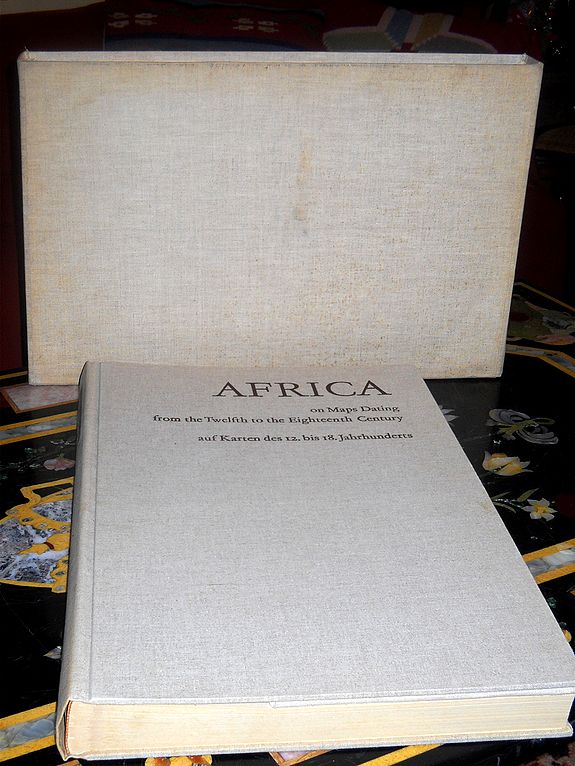 AFRICA
on Maps Dating
from the Twelfth to the Eighteenth Century
auf Karten des 12. bis 18. Jahrhunderts